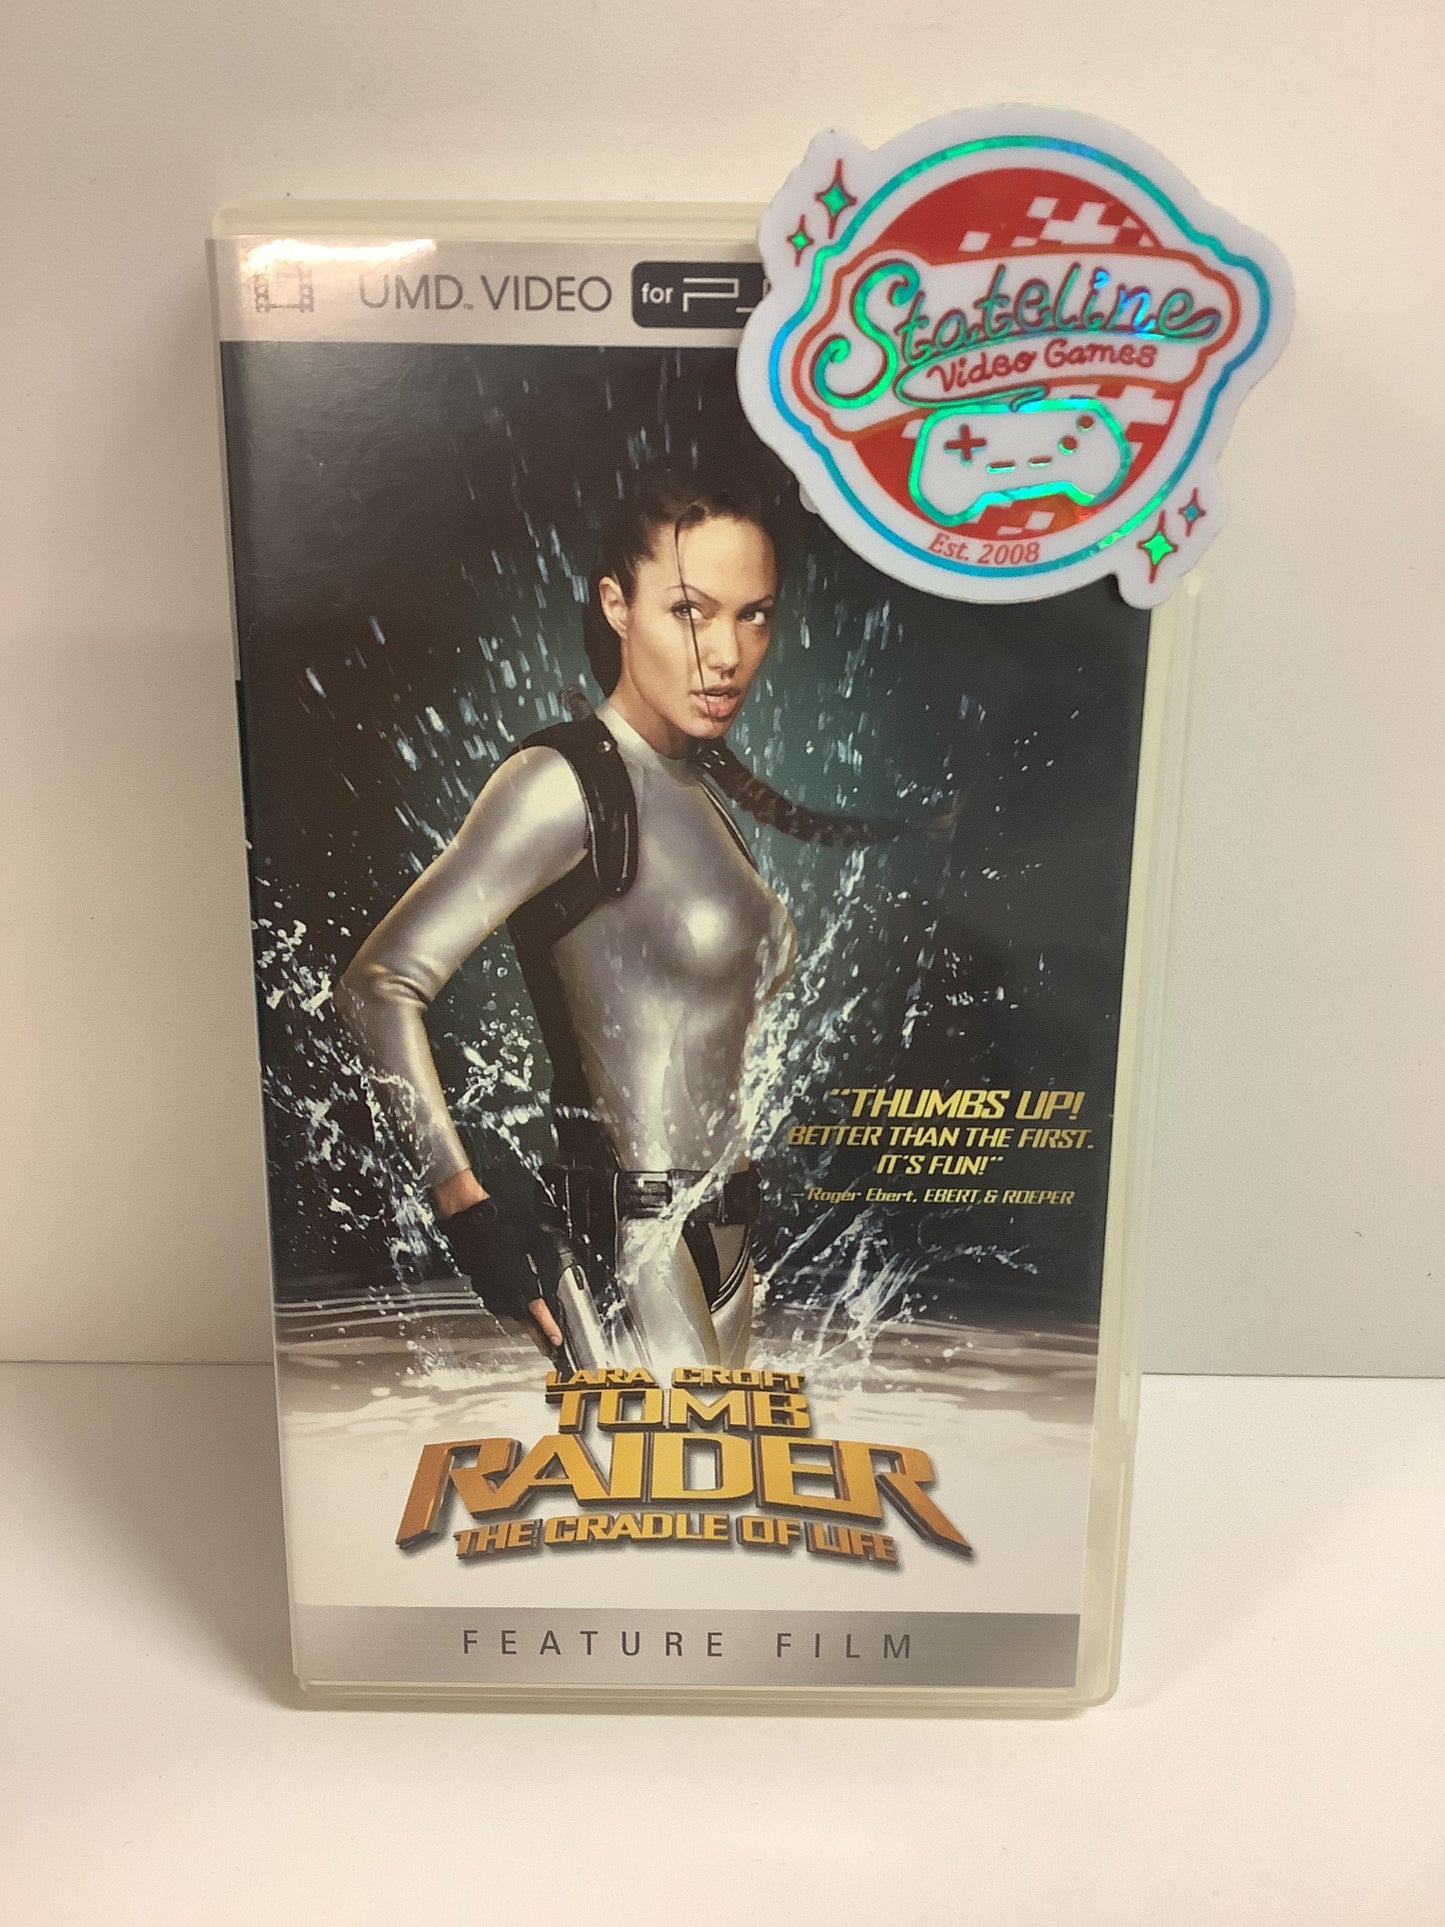 UMD™ VIDEO for
Stateline
Video Games
Est. 2008
"THUMBS UP!
BETTER THAN THE FIRST.
IT'S FUN!"
—Roger Ebert, EBERT & ROEPER
LARA CROFT
TOMB
RAIDER
THE CRADLE OF LIFE
FEATURE FILM